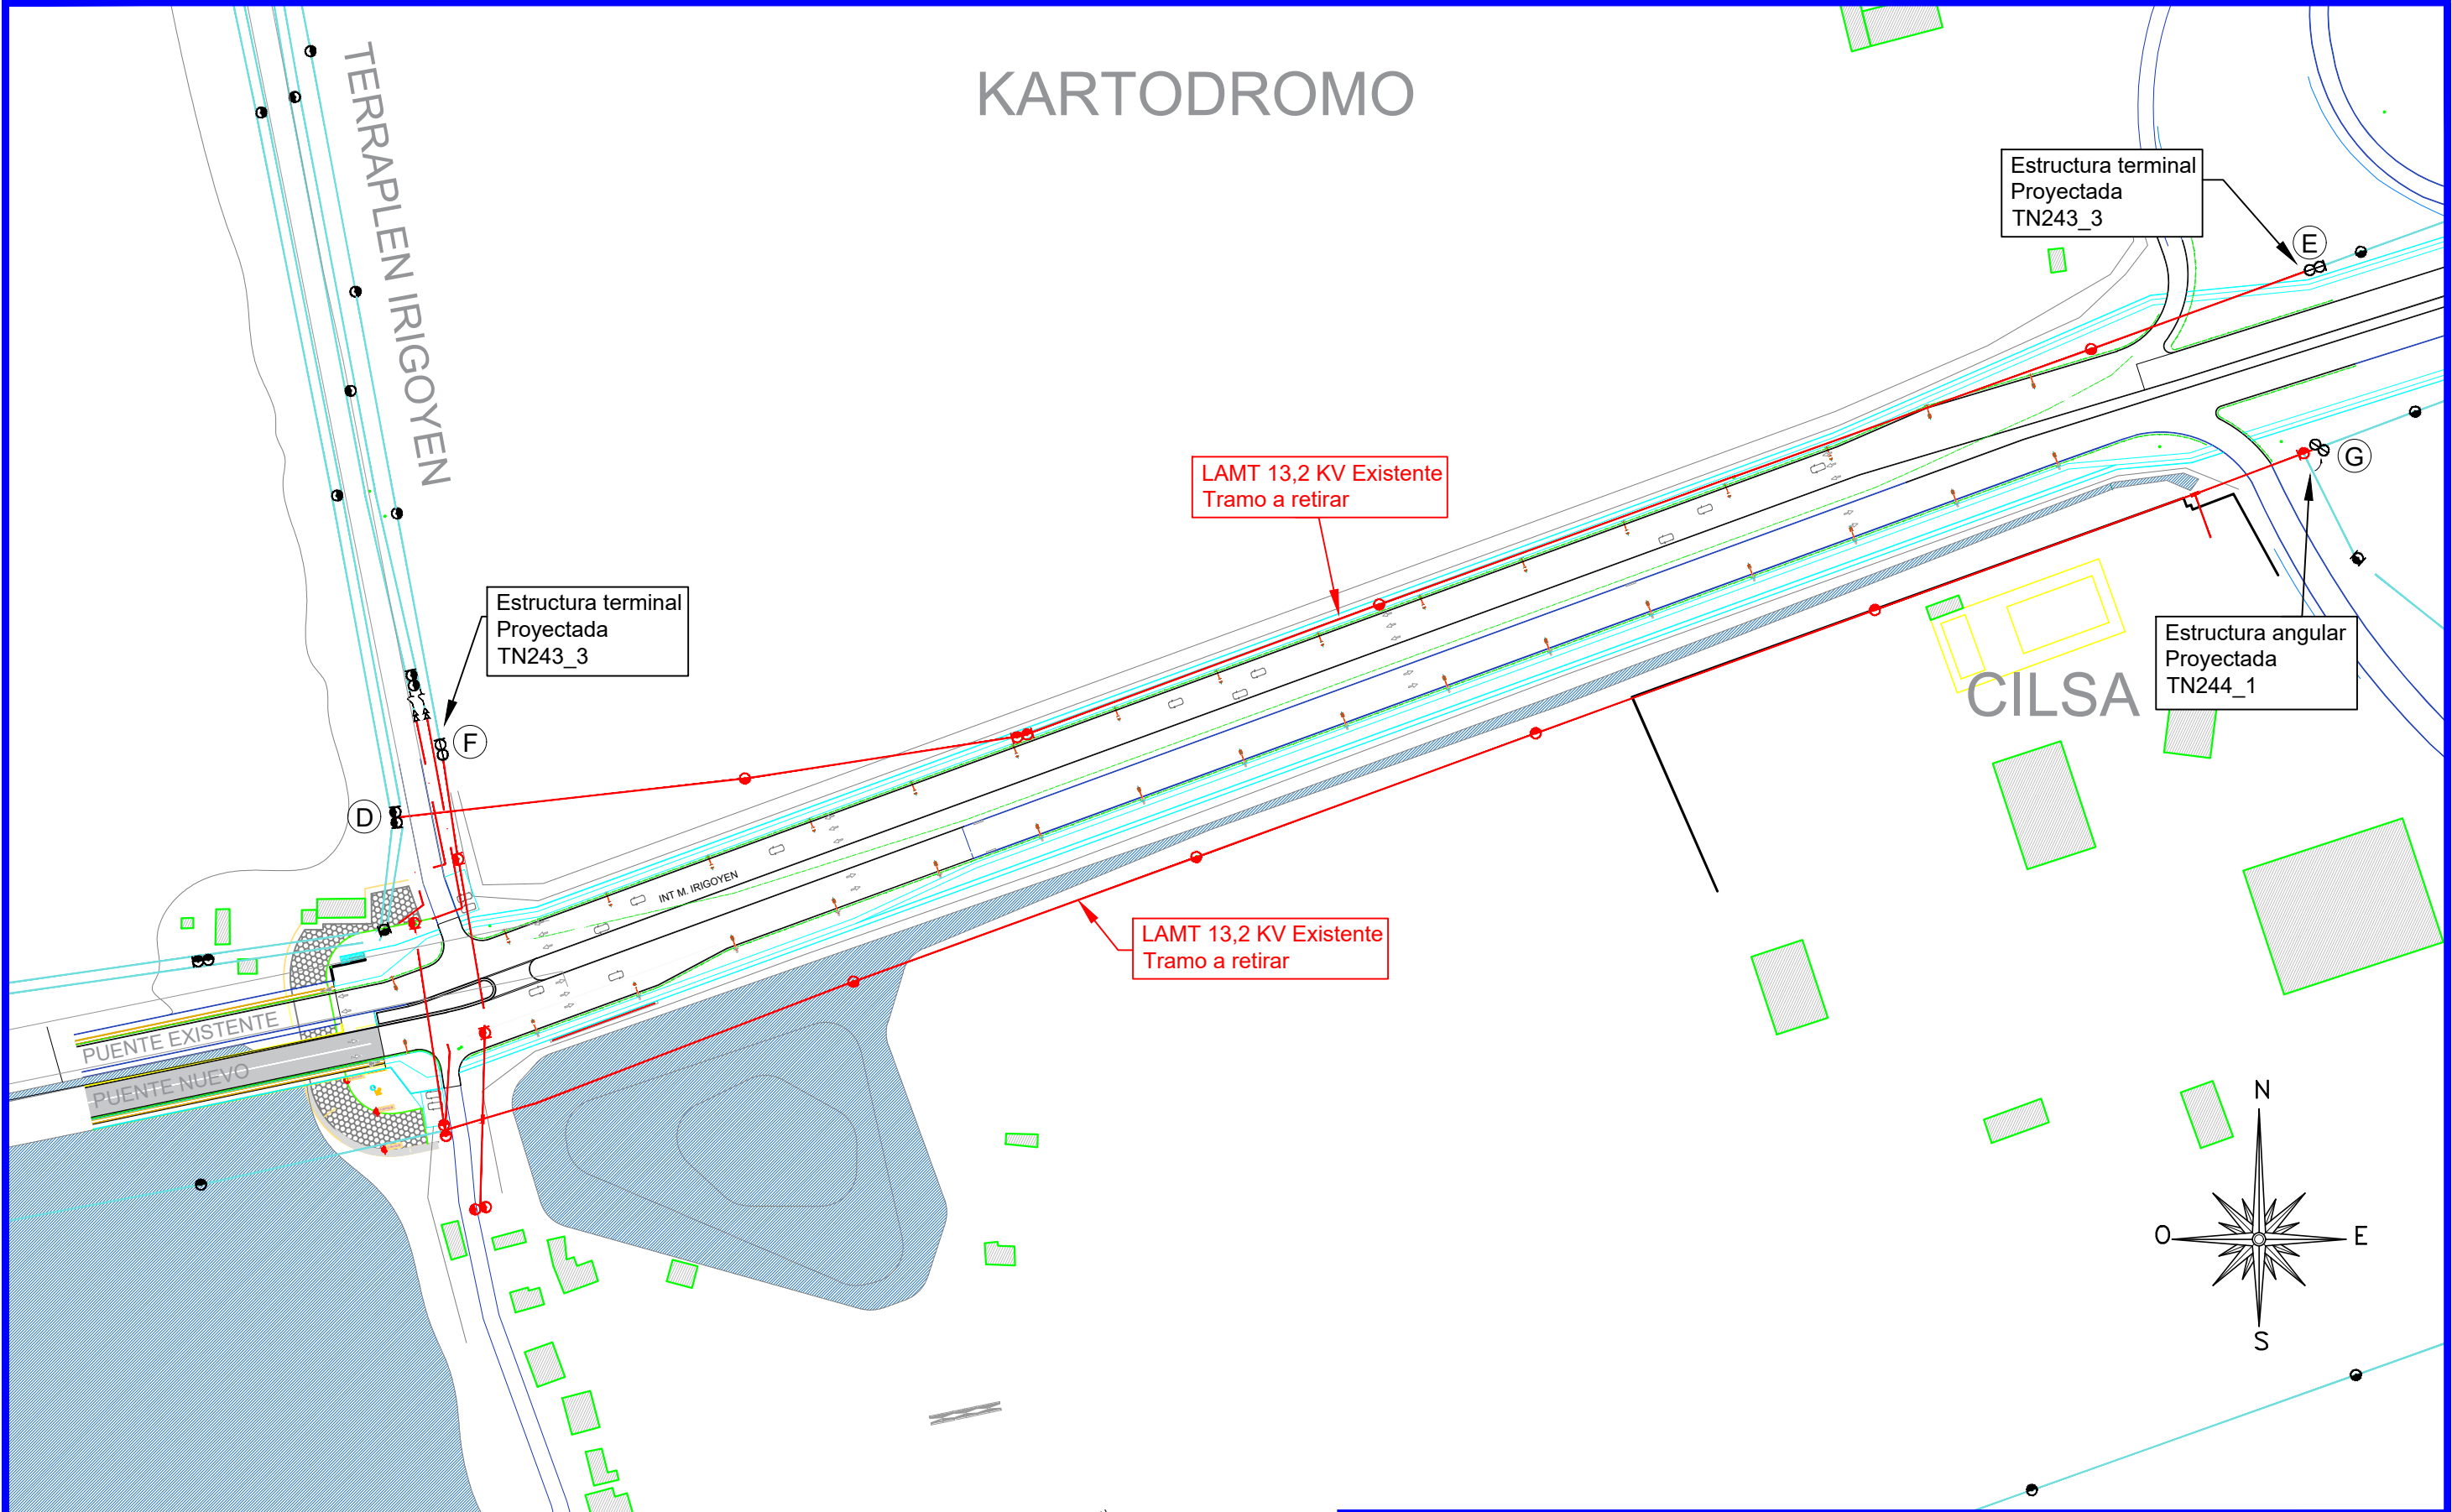 KARTODROMO
TERRAPLEN IRIGOYEN
Estructura terminal
Proyectada
TN243_3
E
LAMT 13,2 KV Existente
Tramo a retirar
G
Estructura terminal
Proyectada
TN243_3
Estructura angular
Proyectada
TN244_1
CILSA
F
D
INT M. IRIGOYEN
LAMT 13,2 KV Existente
Tramo a retirar
PUENTE EXISTENTE
PUENTE NUEVO
N
O
E
S